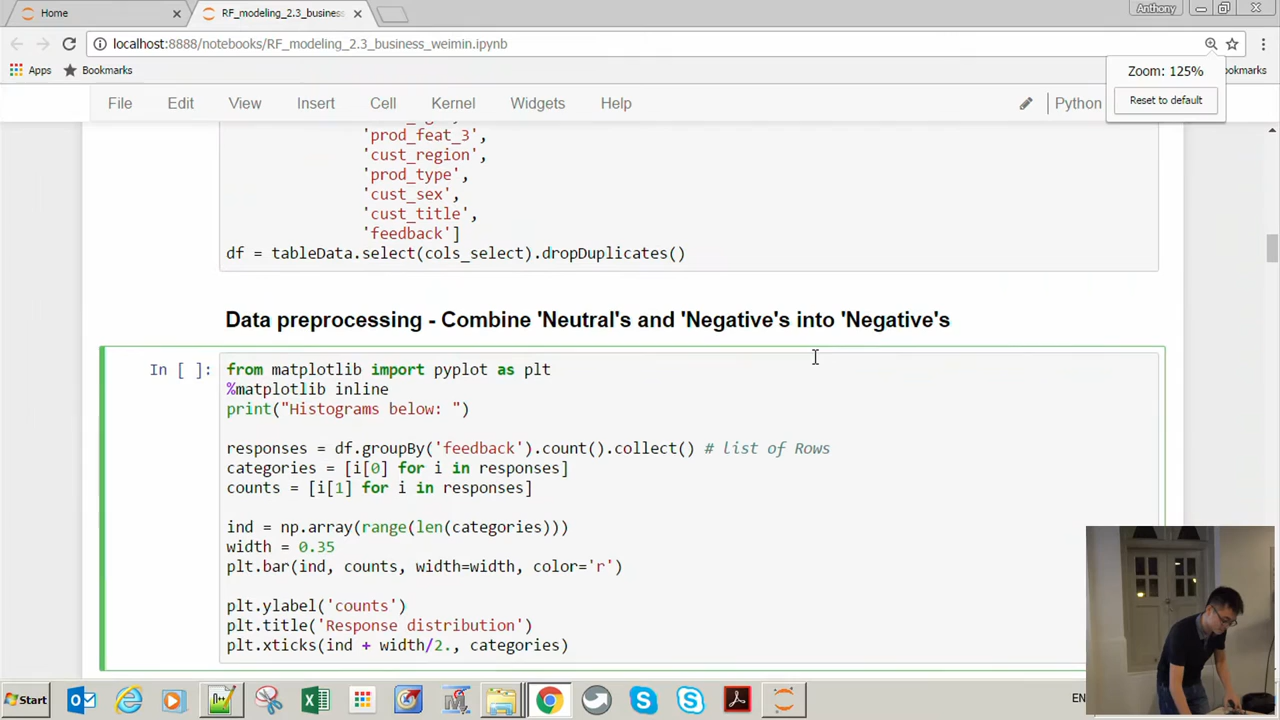 Home
RF_modeling_2.3_business
Anthony
localhost:8888/notebooks/RF_modeling_2.3_business_weimin.ipynb
Apps
Bookmarks
Zoom: 125%
Reset to default
File Edit View Insert Cell Kernel Widgets Help
Python
'prod_feat_3',
'cust_region',
'prod_type',
'cust_sex',
'cust_title',
'feedback']
df = tableData.select(cols_select).dropDuplicates()
Data preprocessing - Combine 'Neutral's and 'Negative's into 'Negative's
In [ ]:
from matplotlib import pyplot as plt
%matplotlib inline
print("Histograms below: ")
responses = df.groupBy('feedback').count().collect() # list of Rows
categories = [i[0] for i in responses]
counts = [i[1] for i in responses]
ind = np.array(range(len(categories)))
width = 0.35
plt.bar(ind, counts, width=width, color='r')
plt.ylabel('counts')
plt.title('Response distribution')
plt.xticks(ind + width/2., categories)
Start
EN